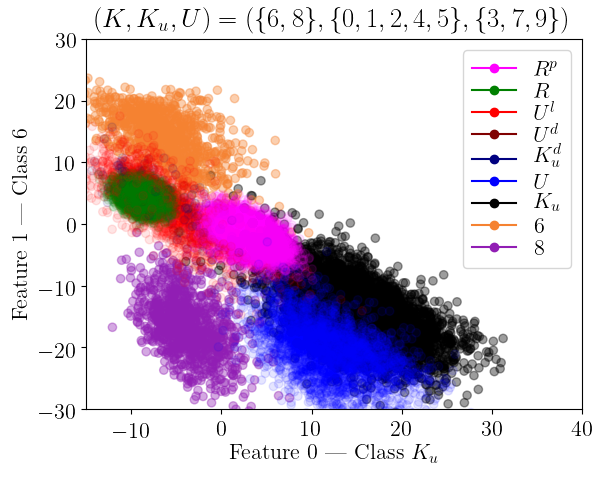 (K, K_u, U) = ({6, 8}, {0, 1, 2, 4, 5}, {3, 7, 9})
30
20
10
0
−10
−20
−30
−10
0
10
20
30
40
Feature 1 — Class 6
Feature 0 — Class K_u
R^p
R
U^l
U^d
K_u^d
U
K_u
6
8